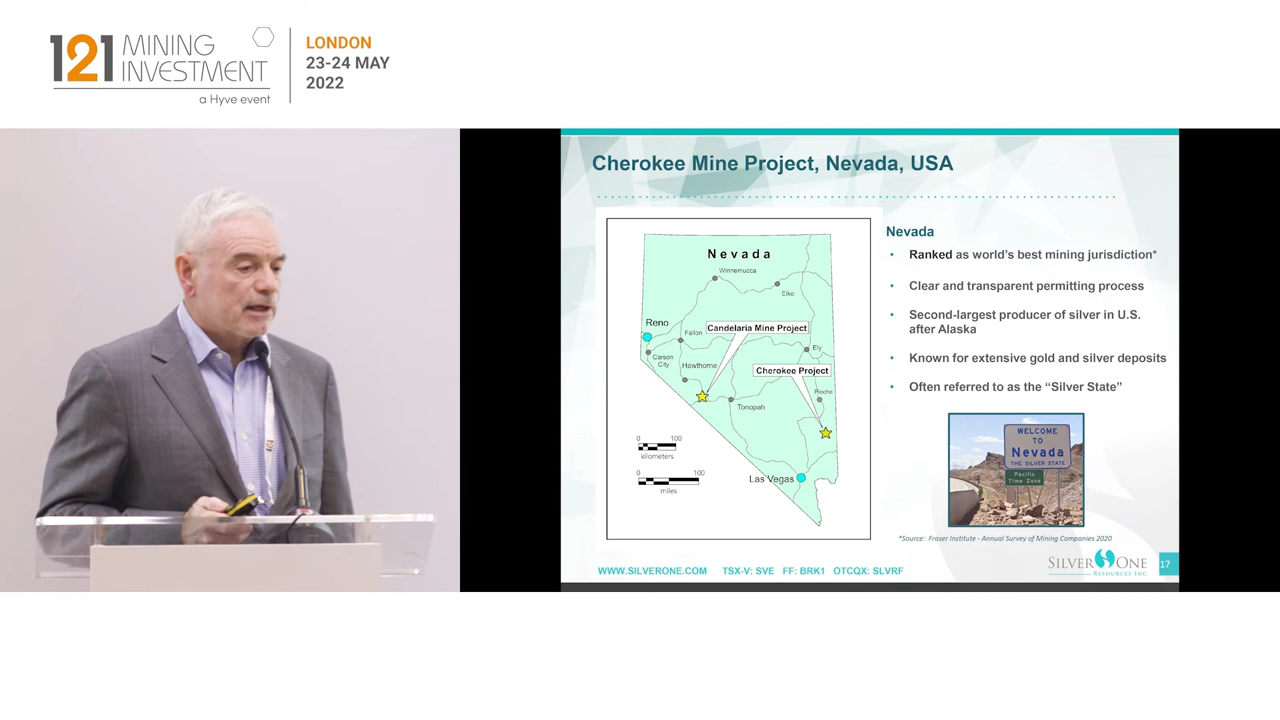 121 MINING INVESTMENT
a Hyve event
LONDON
23-24 MAY
2022
Cherokee Mine Project, Nevada, USA
Nevada
Winnemucca
Elko
Reno
Fallon
Candelaria Mine Project
Carson
City
Ely
Hawthorne
Cherokee Project
Pioche
Tonopah
0 100
kilometers
0 100
miles
Las Vegas
Nevada
• Ranked as world's best mining jurisdiction*
• Clear and transparent permitting process
• Second-largest producer of silver in U.S.
after Alaska
• Known for extensive gold and silver deposits
• Often referred to as the “Silver State”
WELCOME
TO
Nevada
THE SILVER STATE
Pacific
Time Zone
*Source: Fraser Institute - Annual Survey of Mining Companies 2020
WWW.SILVERONE.COM TSX-V: SVE FF: BRK1 OTCQX: SLVRF
SILVER ONE
RESOURCES INC
17